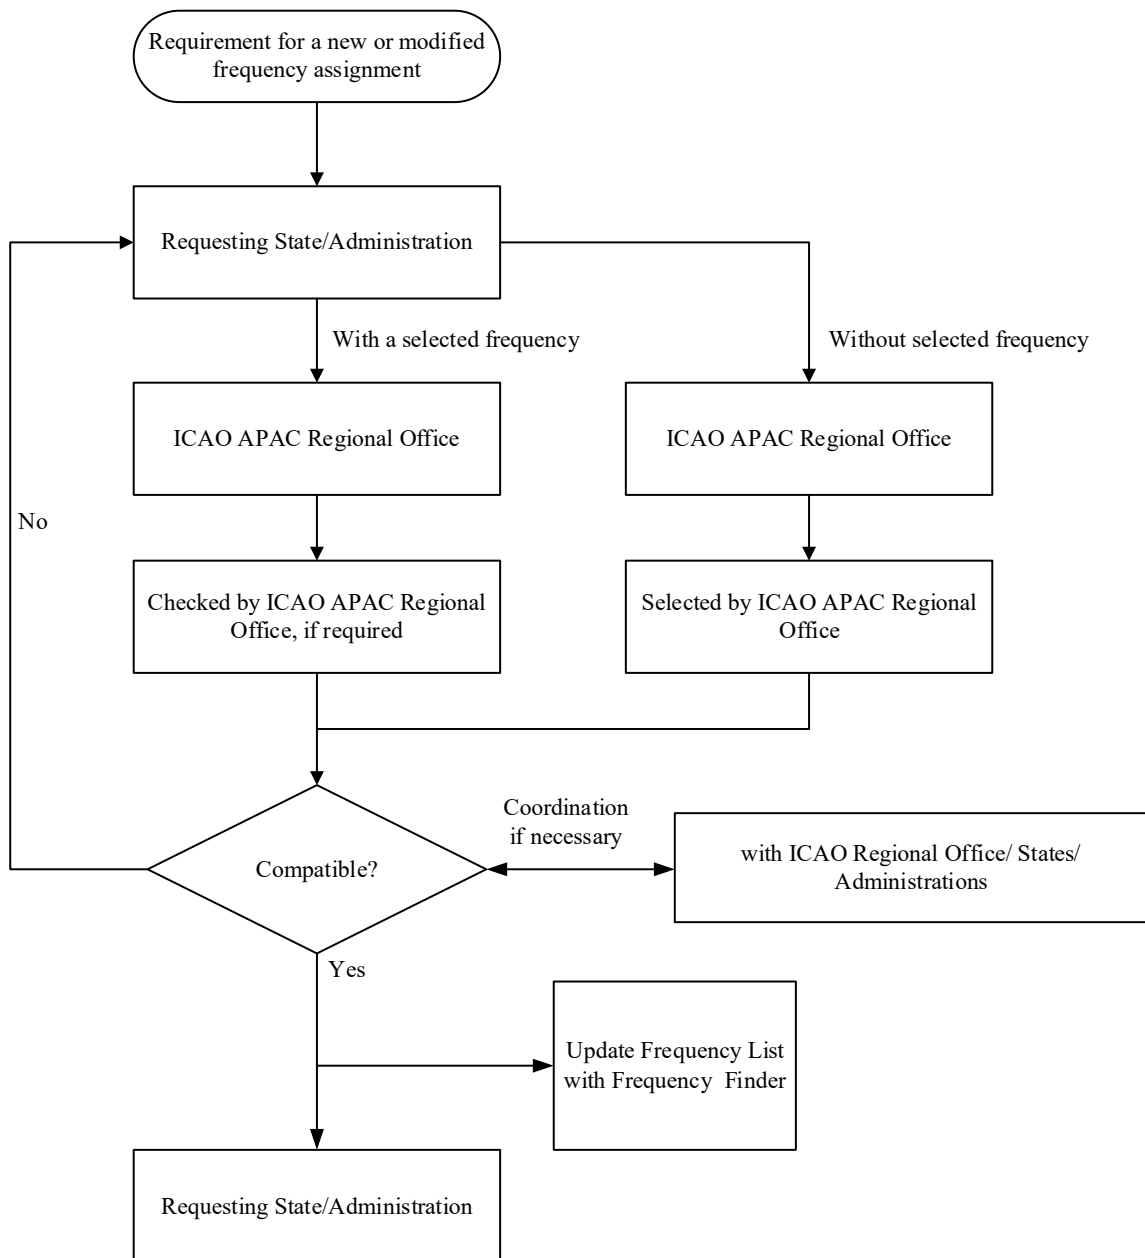 Requirement for a new or modified
frequency assignment
Requesting State/Administration
With a selected frequency
Without selected frequency
ICAO APAC Regional Office
ICAO APAC Regional Office
No
Checked by ICAO APAC Regional
Office, if required
Selected by ICAO APAC Regional
Office
Coordination
if necessary
Compatible?
with ICAO Regional Office/ States/
Administrations
Yes
Update Frequency List
with Frequency  Finder
Requesting State/Administration